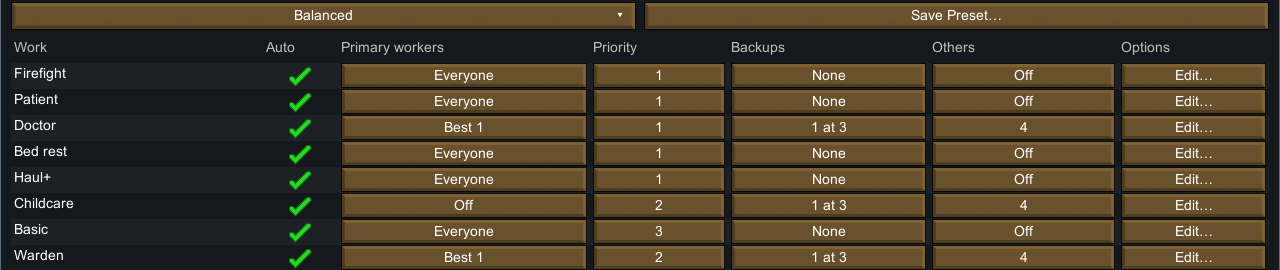 Balanced Save Preset…
Work Auto Primary workers Priority Backups Others Options
Firefight Everyone 1 None Off Edit…
Patient Everyone 1 None Off Edit…
Doctor Best 1 1 1 at 3 4 Edit…
Bed rest Everyone 1 None Off Edit…
Haul+ Everyone 1 None Off Edit…
Childcare Off 2 1 at 3 4 Edit…
Basic Everyone 3 None Off Edit…
Warden Best 1 2 1 at 3 4 Edit…